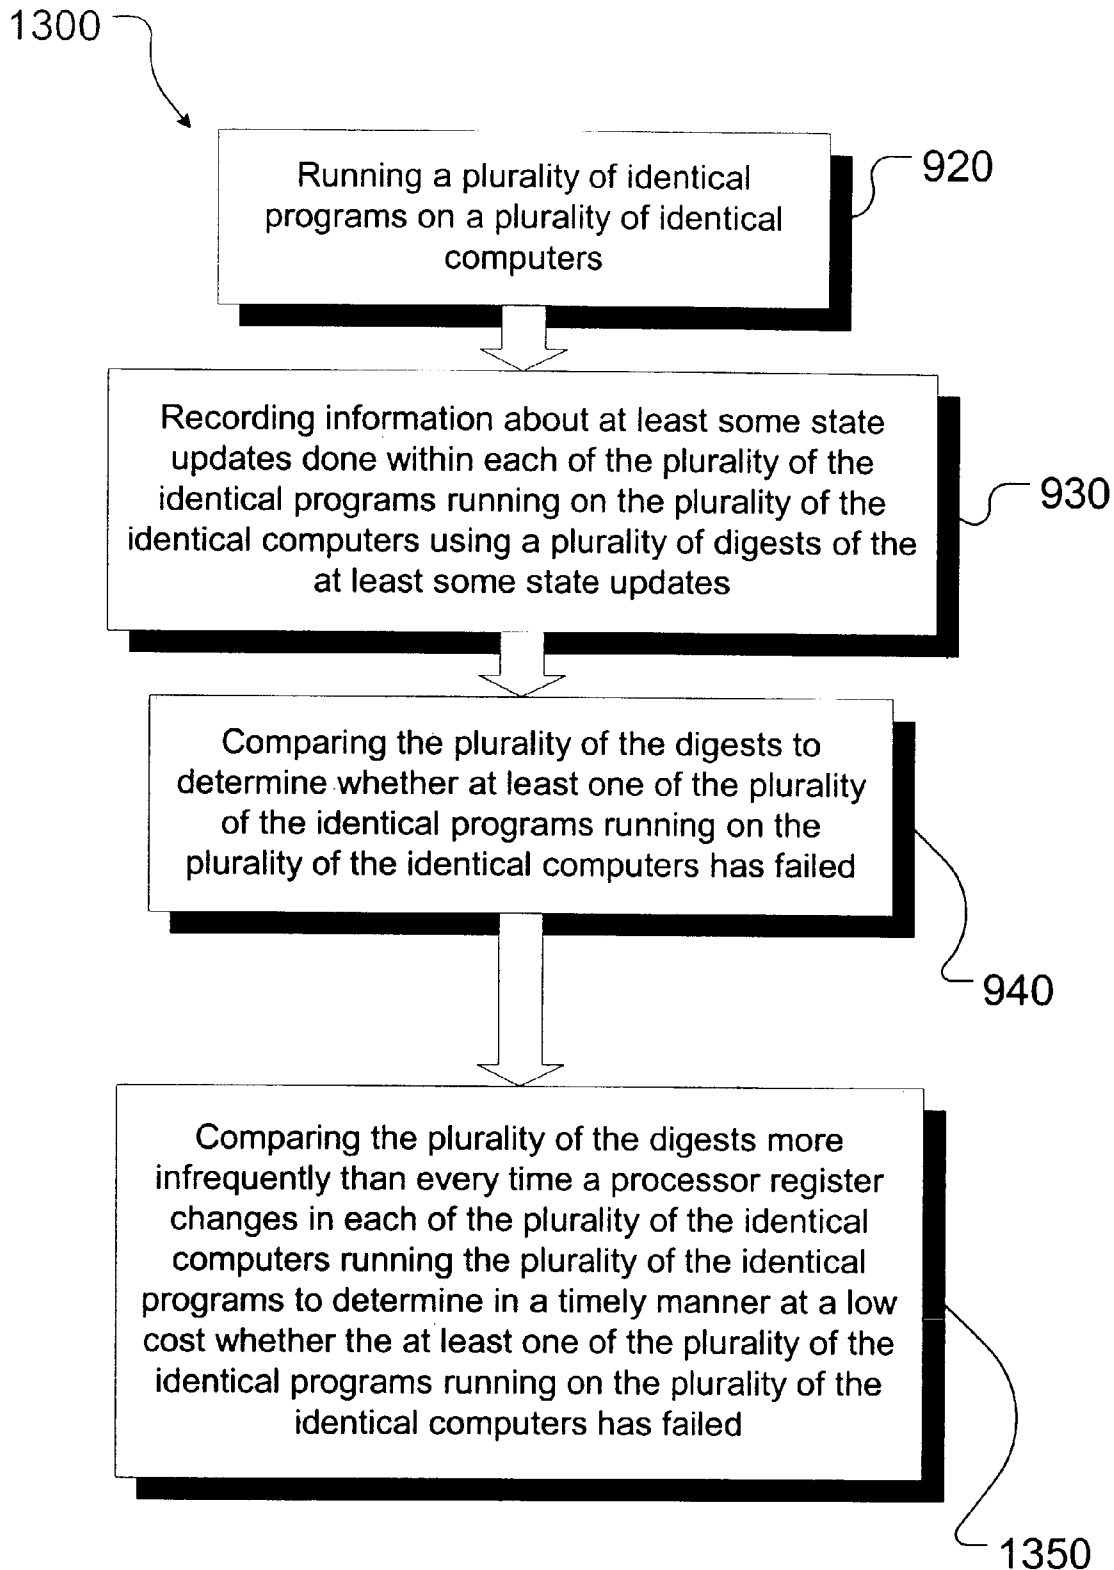 1300
Running a plurality of identical
programs on a plurality of identical
computers
920
Recording information about at least some state
updates done within each of the plurality of the
identical programs running on the plurality of the
identical computers using a plurality of digests of the
at least some state updates
930
Comparing the plurality of the digests to
determine whether at least one of the plurality
of the identical programs running on the
plurality of the identical computers has failed
940
Comparing the plurality of the digests more
infrequently than every time a processor register
changes in each of the plurality of the identical
computers running the plurality of the identical
programs to determine in a timely manner at a low
cost whether the at least one of the plurality of the
identical programs running on the plurality of the
identical computers has failed
1350